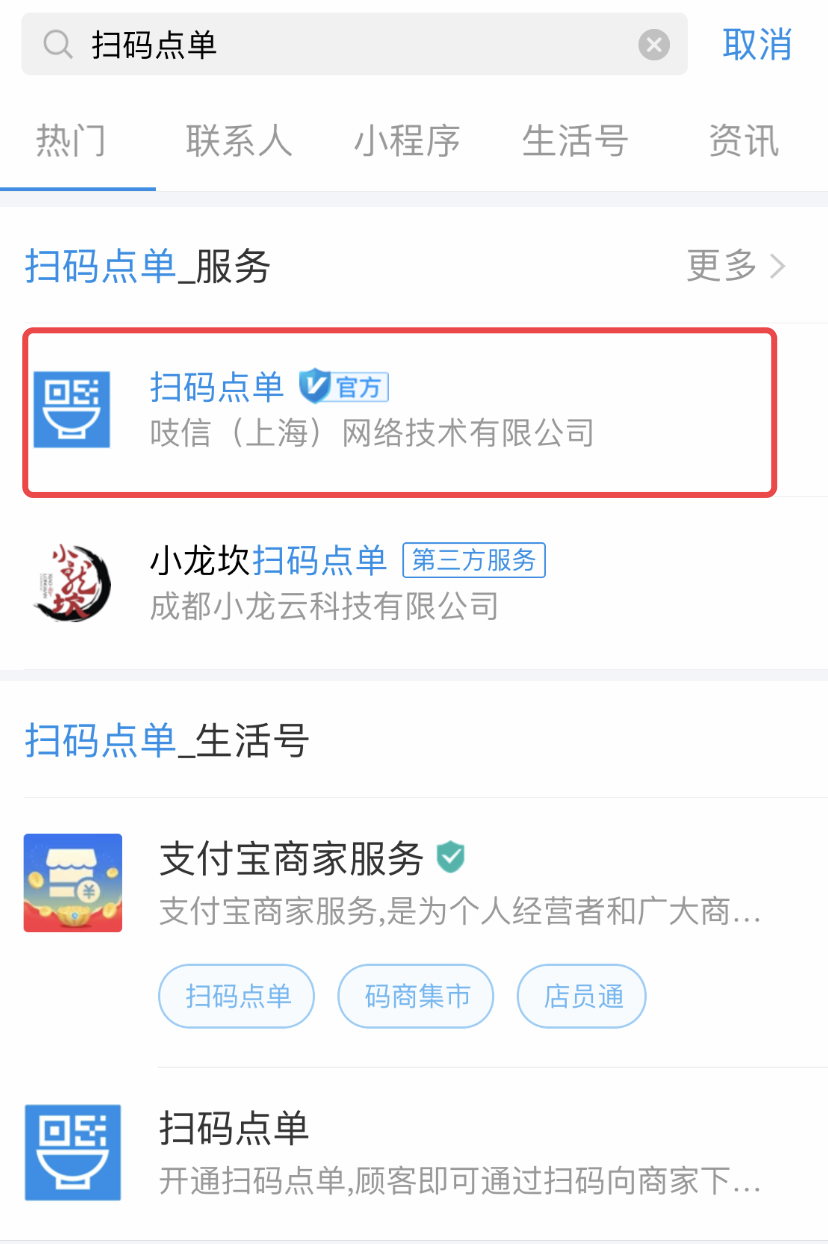 扫码点单
取消
热门
联系人
小程序
生活号
资讯
扫码点单_服务
更多
扫码点单 官方
吱信（上海）网络技术有限公司
小龙坎扫码点单 第三方服务
成都小龙云科技有限公司
小龙坎
扫码点单_生活号
支付宝商家服务
支付宝商家服务,是为个人经营者和广大商...
扫码点单
码商集市
店员通
扫码点单
开通扫码点单,顾客即可通过扫码向商家下...